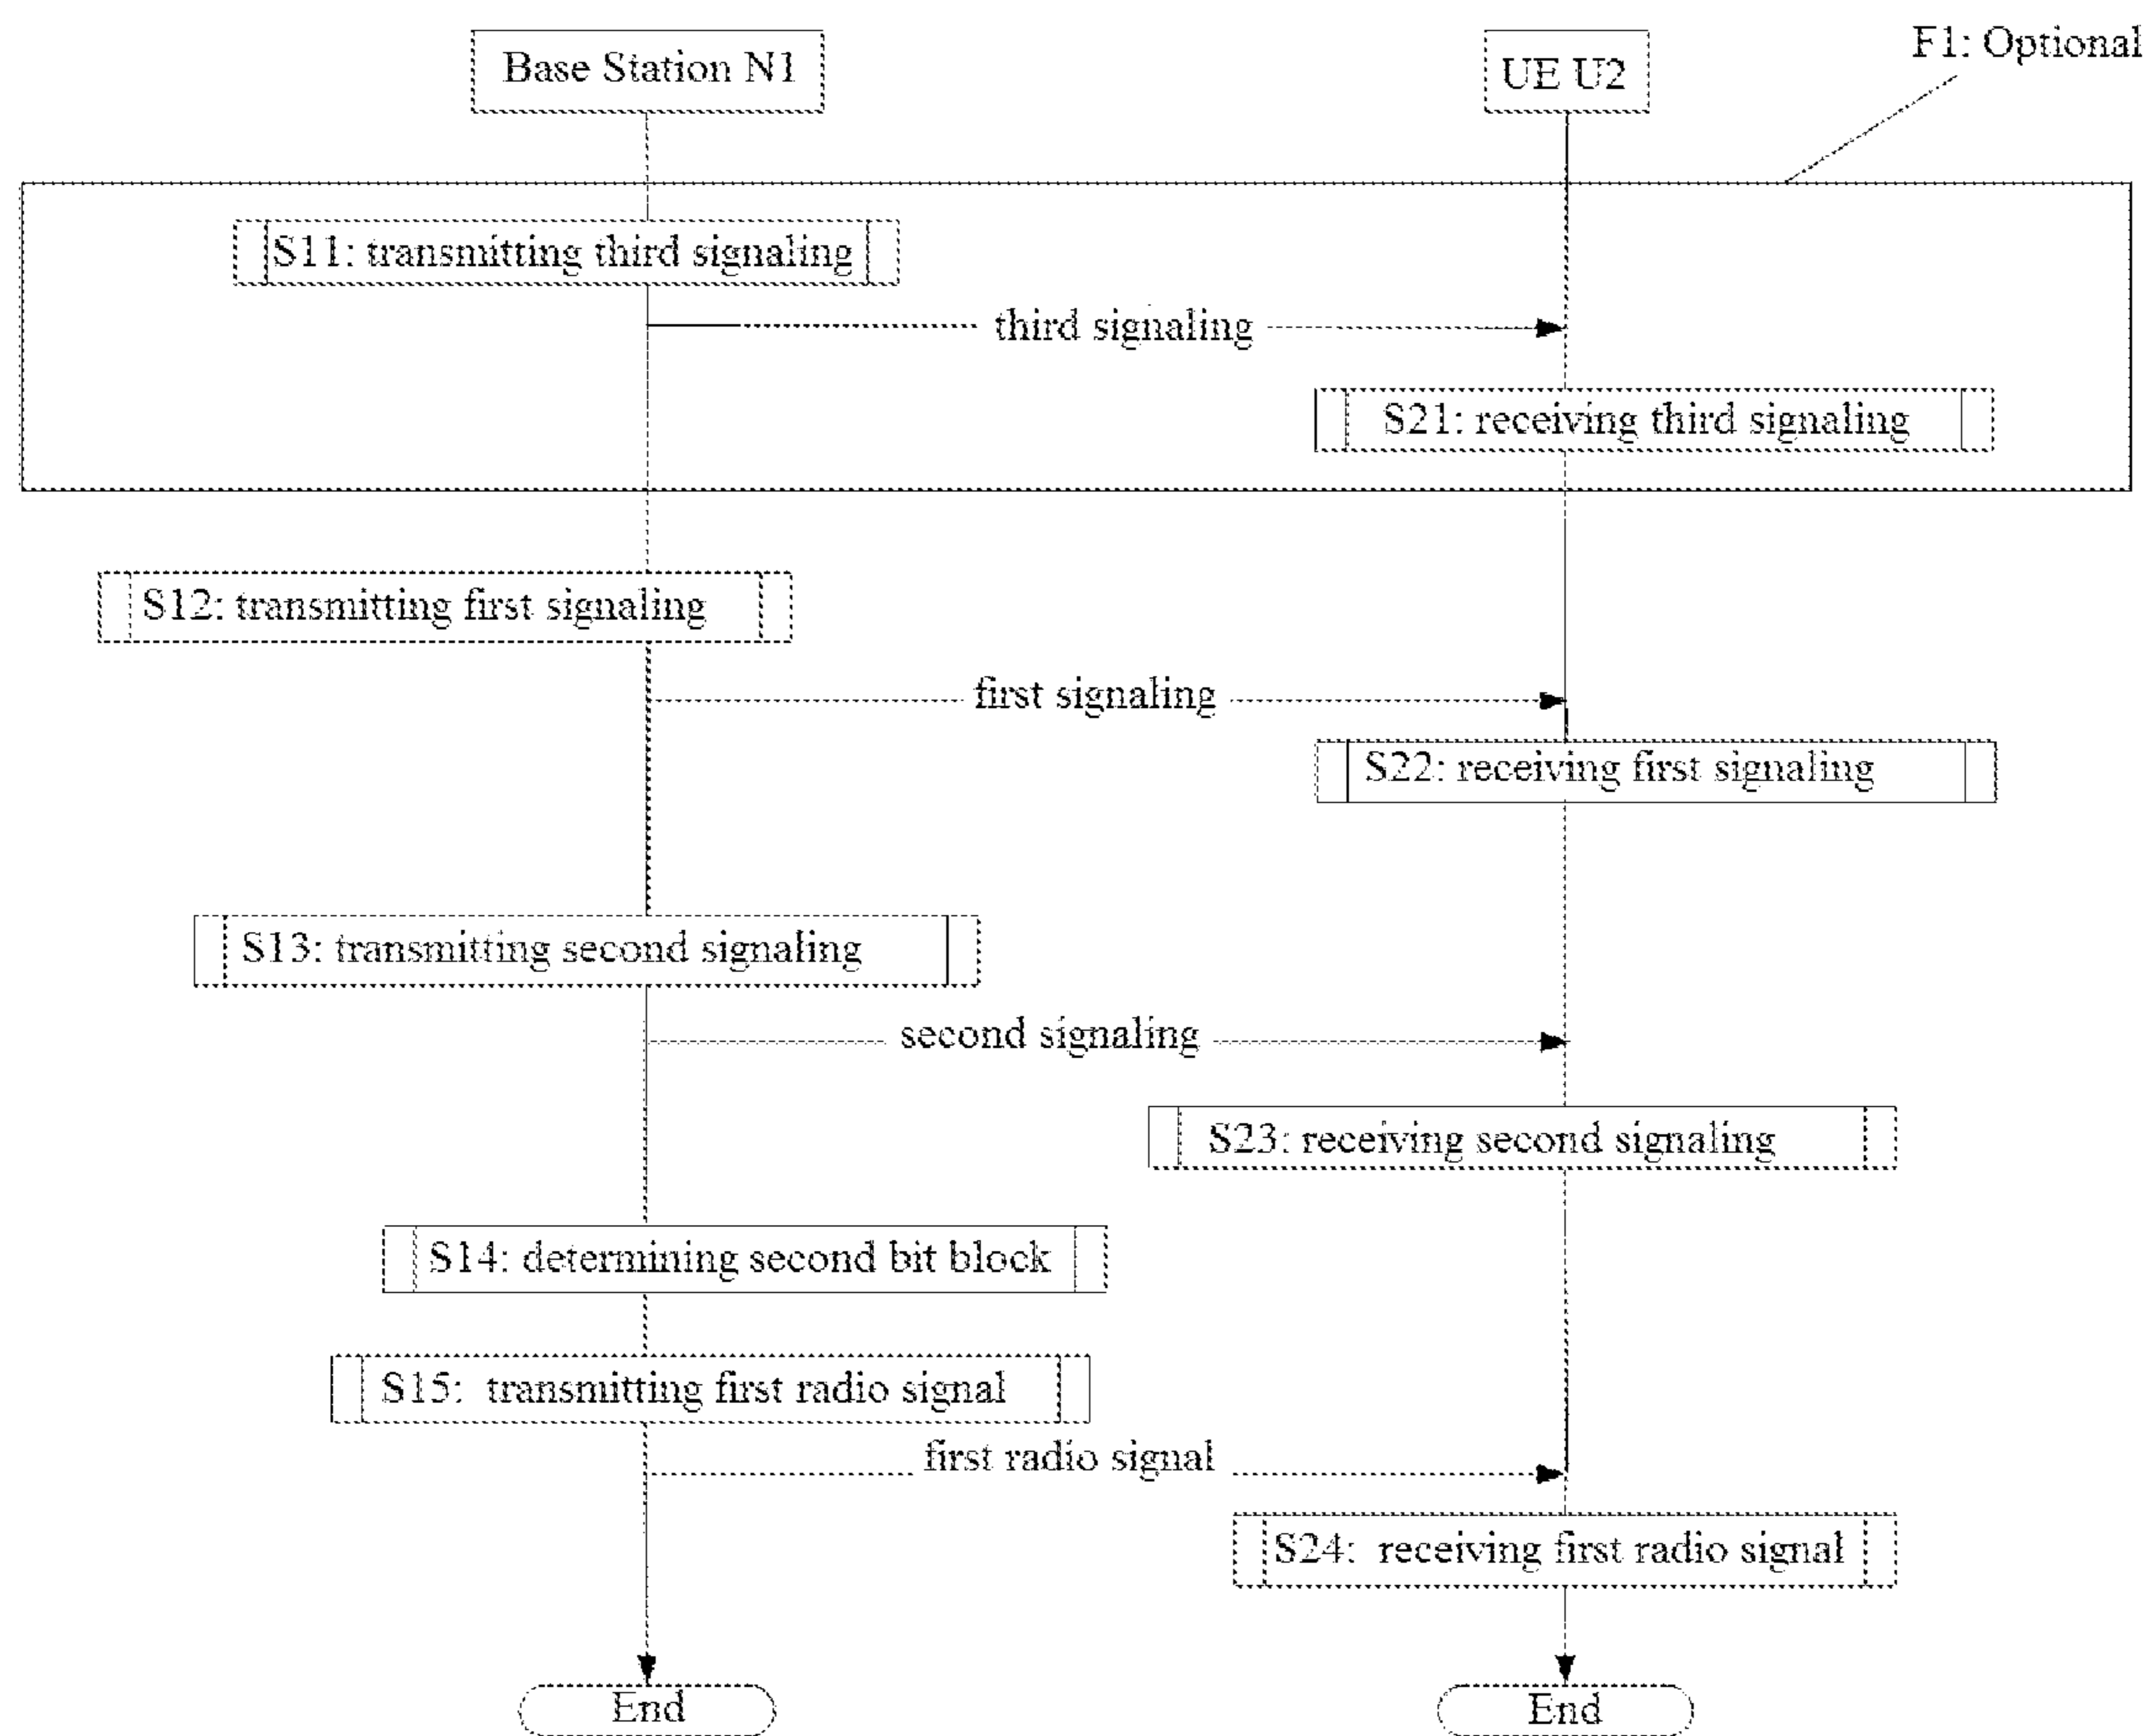 F1: Optional
Base Station N1
UE U2
S11: transmitting third signaling
third signaling
S21: receiving third signaling
S12: transmitting first signaling
first signaling
S22: receiving first signaling
S13: transmitting second signaling
second signaling
S23: receiving second signaling
S14: determining second bit block
S15: transmitting first radio signal
first radio signal
S24: receiving first radio signal
End
End